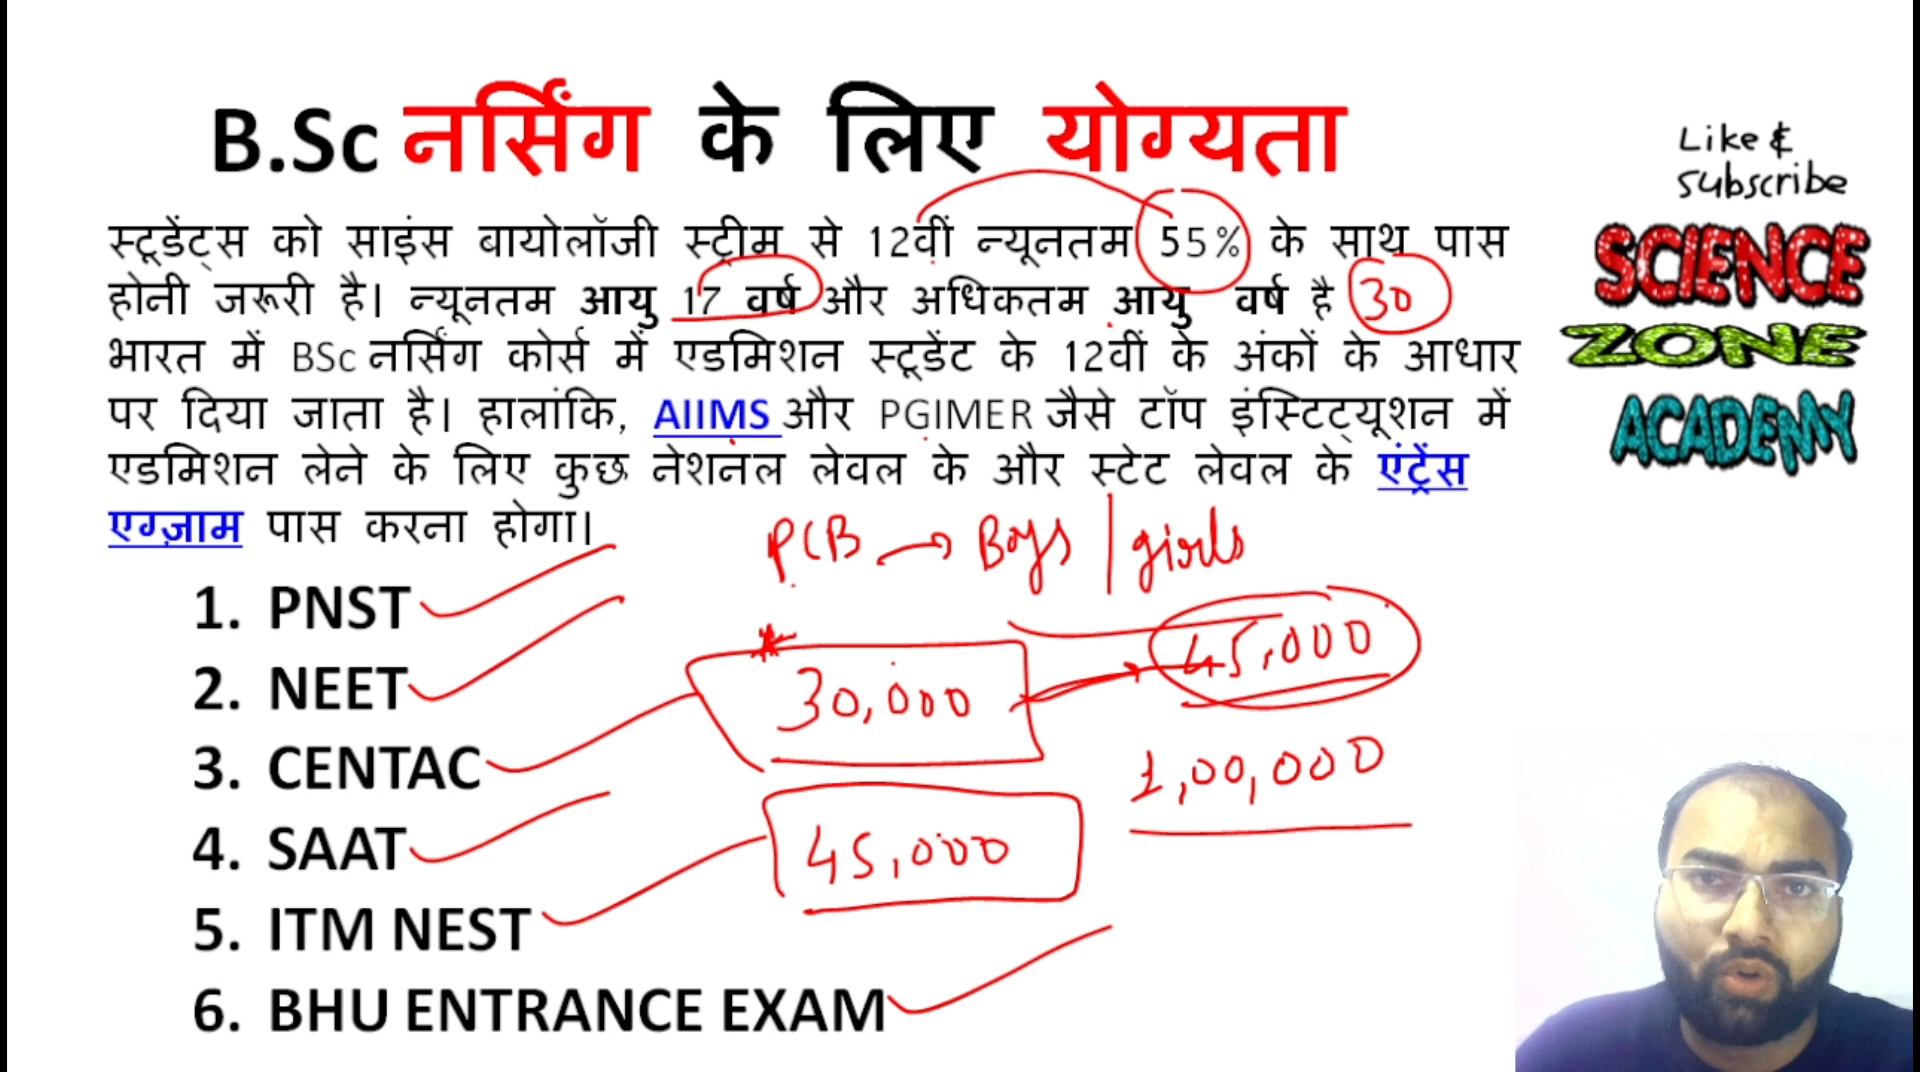 B.Sc नर्सिंग के लिए योग्यता
Like &
Subscribe
SCIENCE
ZONE
ACADEMY
स्टूडेंट्स को साइंस बायोलॉजी स्ट्रीम से 12वीं न्यूनतम 55% के साथ पास
होनी जरूरी है। न्यूनतम आयु 17 वर्ष और अधिकतम आयु वर्ष है 30
भारत में BSc नर्सिंग कोर्स में एडमिशन स्टूडेंट के 12वीं के अंकों के आधार
पर दिया जाता है। हालांकि, AIIMS और PGIMER जैसे टॉप इंस्टिट्यूशन में
एडमिशन लेने के लिए कुछ नेशनल लेवल के और स्टेट लेवल के एंट्रेंस
एग्ज़ाम पास करना होगा।
PCB → Boys | girls
1. PNST
2. NEET
3. CENTAC
4. SAAT
5. ITM NEST
6. BHU ENTRANCE EXAM
30,000 → 45,000
1,00,000
45,000